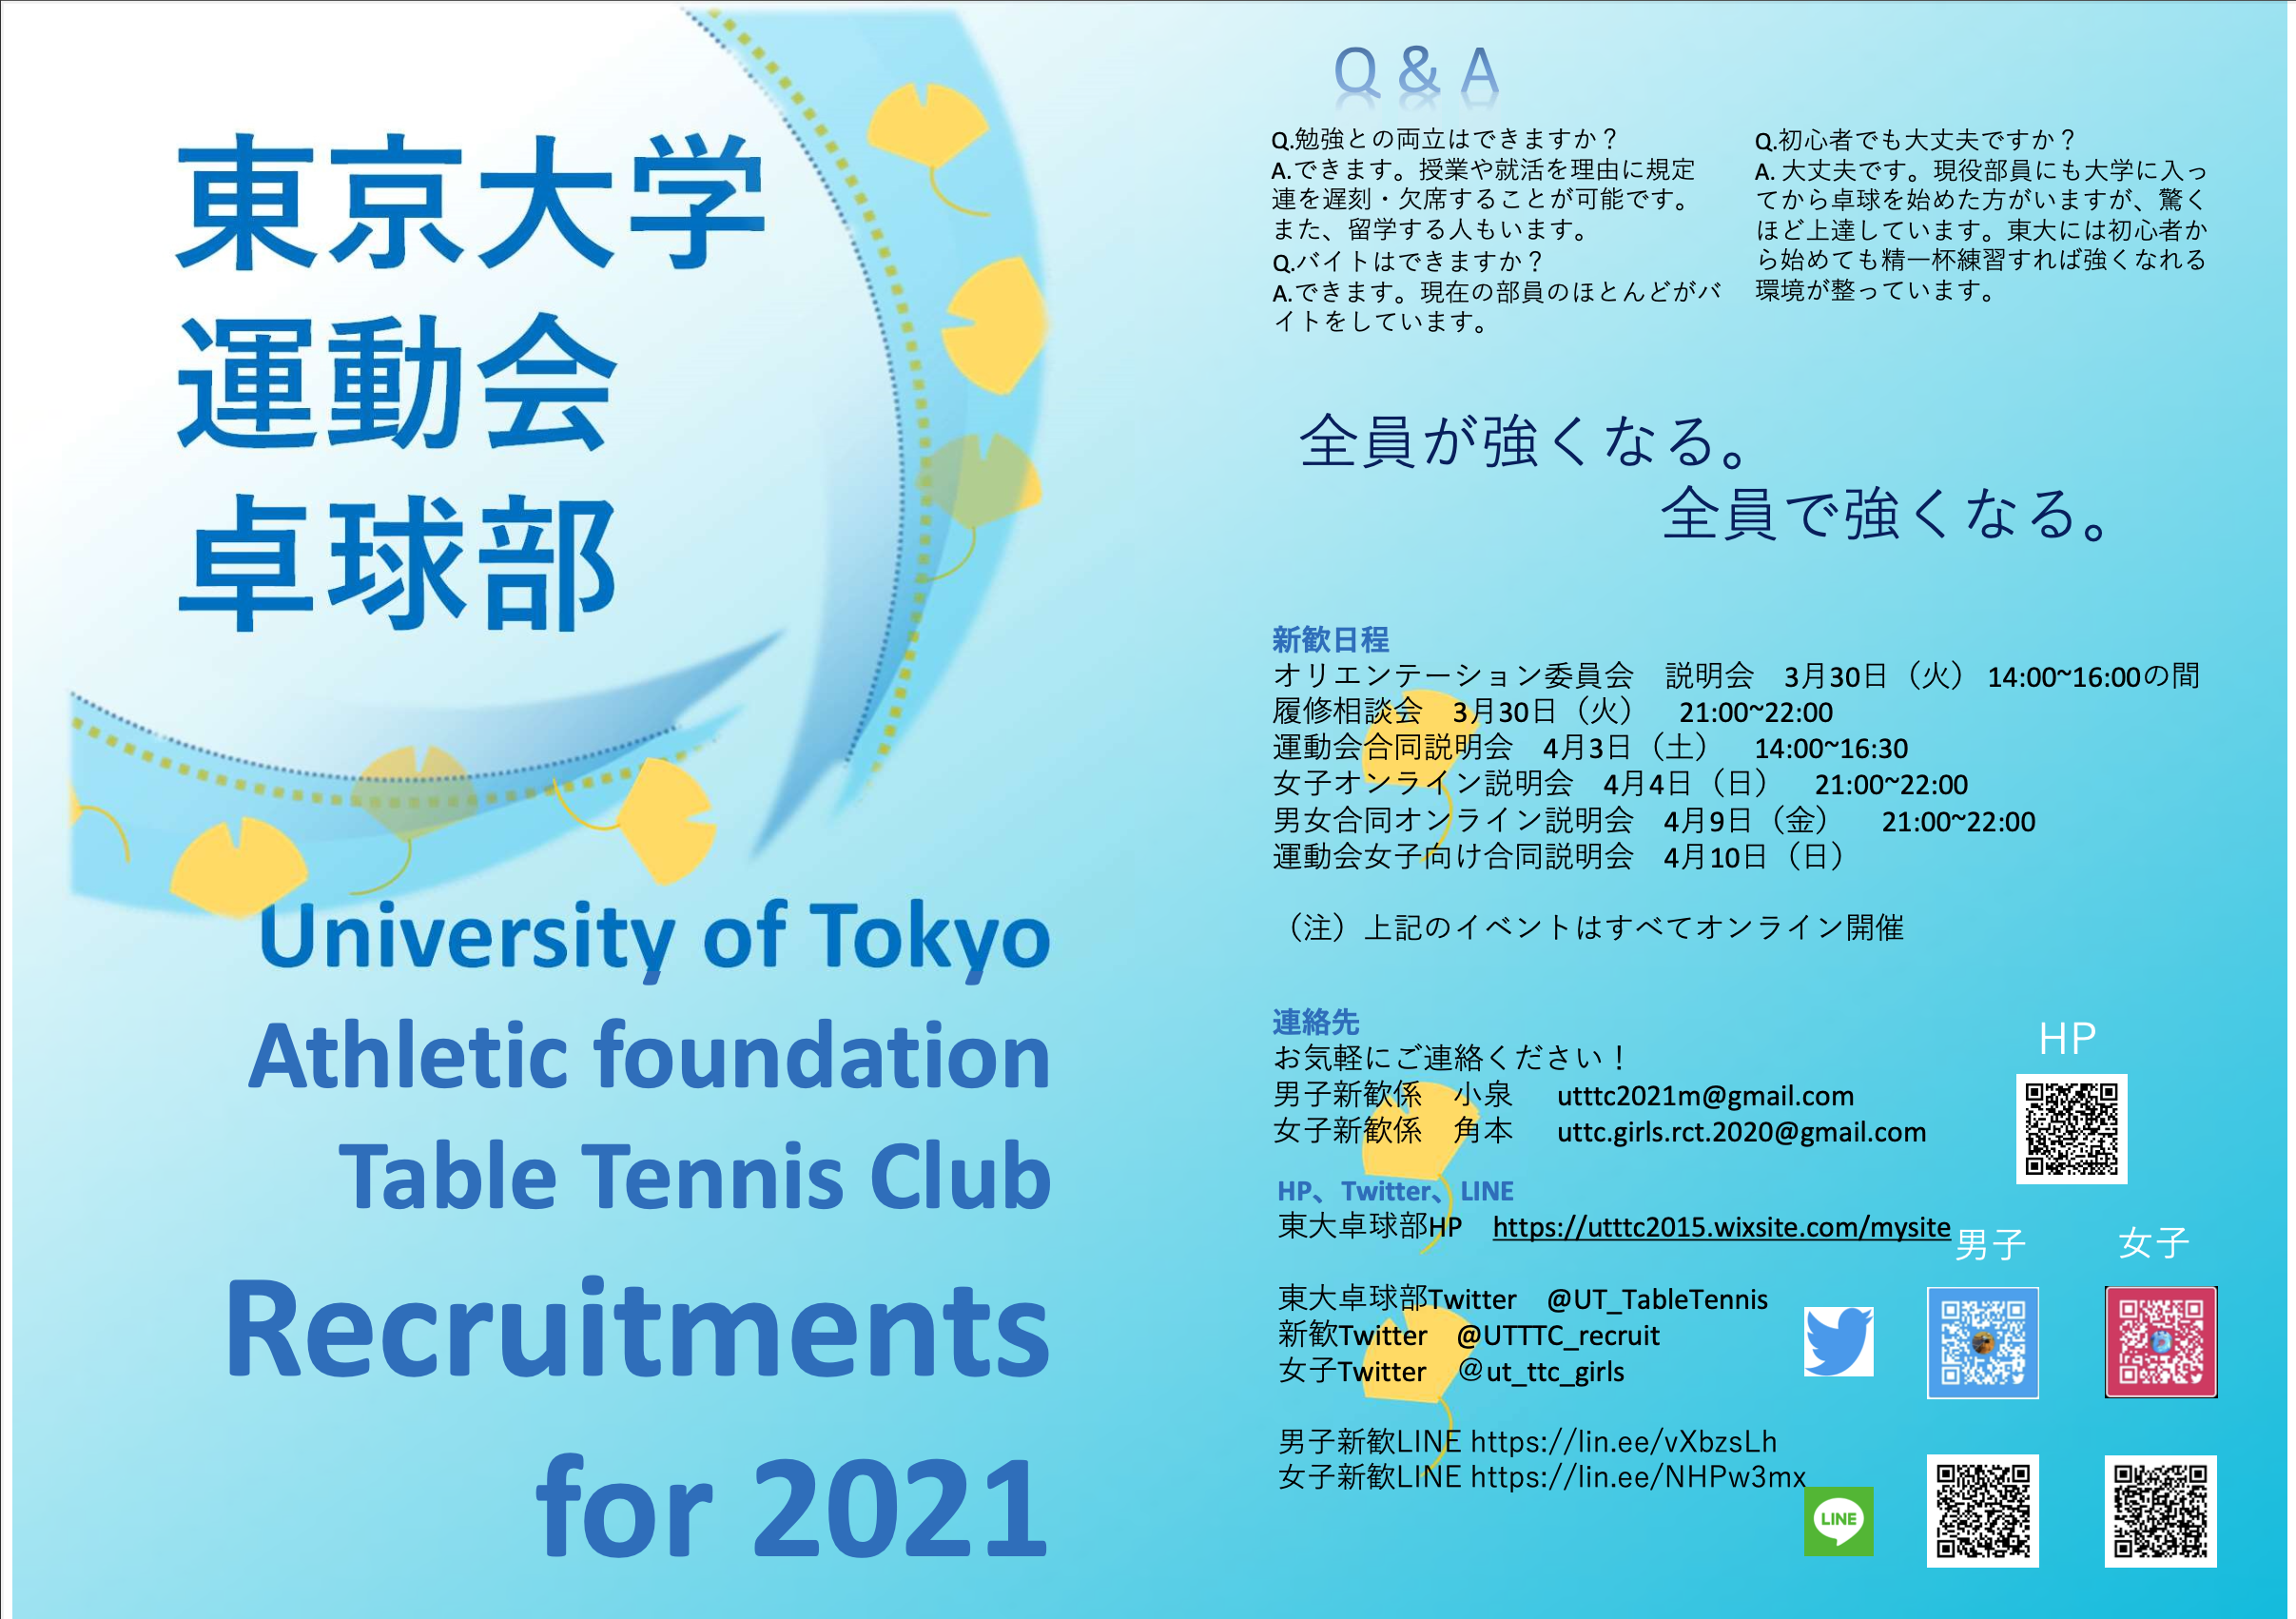 東京大学
運動会
卓球部
University of Tokyo
Athletic foundation
Table Tennis Club
Recruitments
for 2021
Q & A
Q.勉強との両立はできますか？
A.できます。授業や就活を理由に規定
連を遅刻・欠席することが可能です。
また、留学する人もいます。
Q.バイトはできますか？
A.できます。現在の部員のほとんどがバ
イトをしています。
Q.初心者でも大丈夫ですか？
A. 大丈夫です。現役部員にも大学に入っ
てから卓球を始めた方がいますが、驚く
ほど上達しています。東大には初心者か
ら始めても精一杯練習すれば強くなれる
環境が整っています。
全員が強くなる。
全員で強くなる。
新歓日程
オリエンテーション委員会　説明会　3月30日（火） 14:00~16:00の間
履修相談会　3月30日（火）　21:00~22:00
運動会合同説明会　4月3日（土）　14:00~16:30
女子オンライン説明会　4月4日（日）　21:00~22:00
男女合同オンライン説明会　4月9日（金）　21:00~22:00
運動会女子向け合同説明会　4月10日（日）
（注）上記のイベントはすべてオンライン開催
連絡先
お気軽にご連絡ください！
男子新歓係　小泉　utttc2021m@gmail.com
女子新歓係　角本　uttc.girls.rct.2020@gmail.com
HP
HP、Twitter、LINE
東大卓球部HP　https://utttc2015.wixsite.com/mysite
男子
女子
東大卓球部Twitter　@UT_TableTennis
新歓Twitter　@UTTTC_recruit
女子Twitter　@ut_ttc_girls
男子新歓LINE https://lin.ee/vXbzsLh
女子新歓LINE https://lin.ee/NHPw3mx
LINE